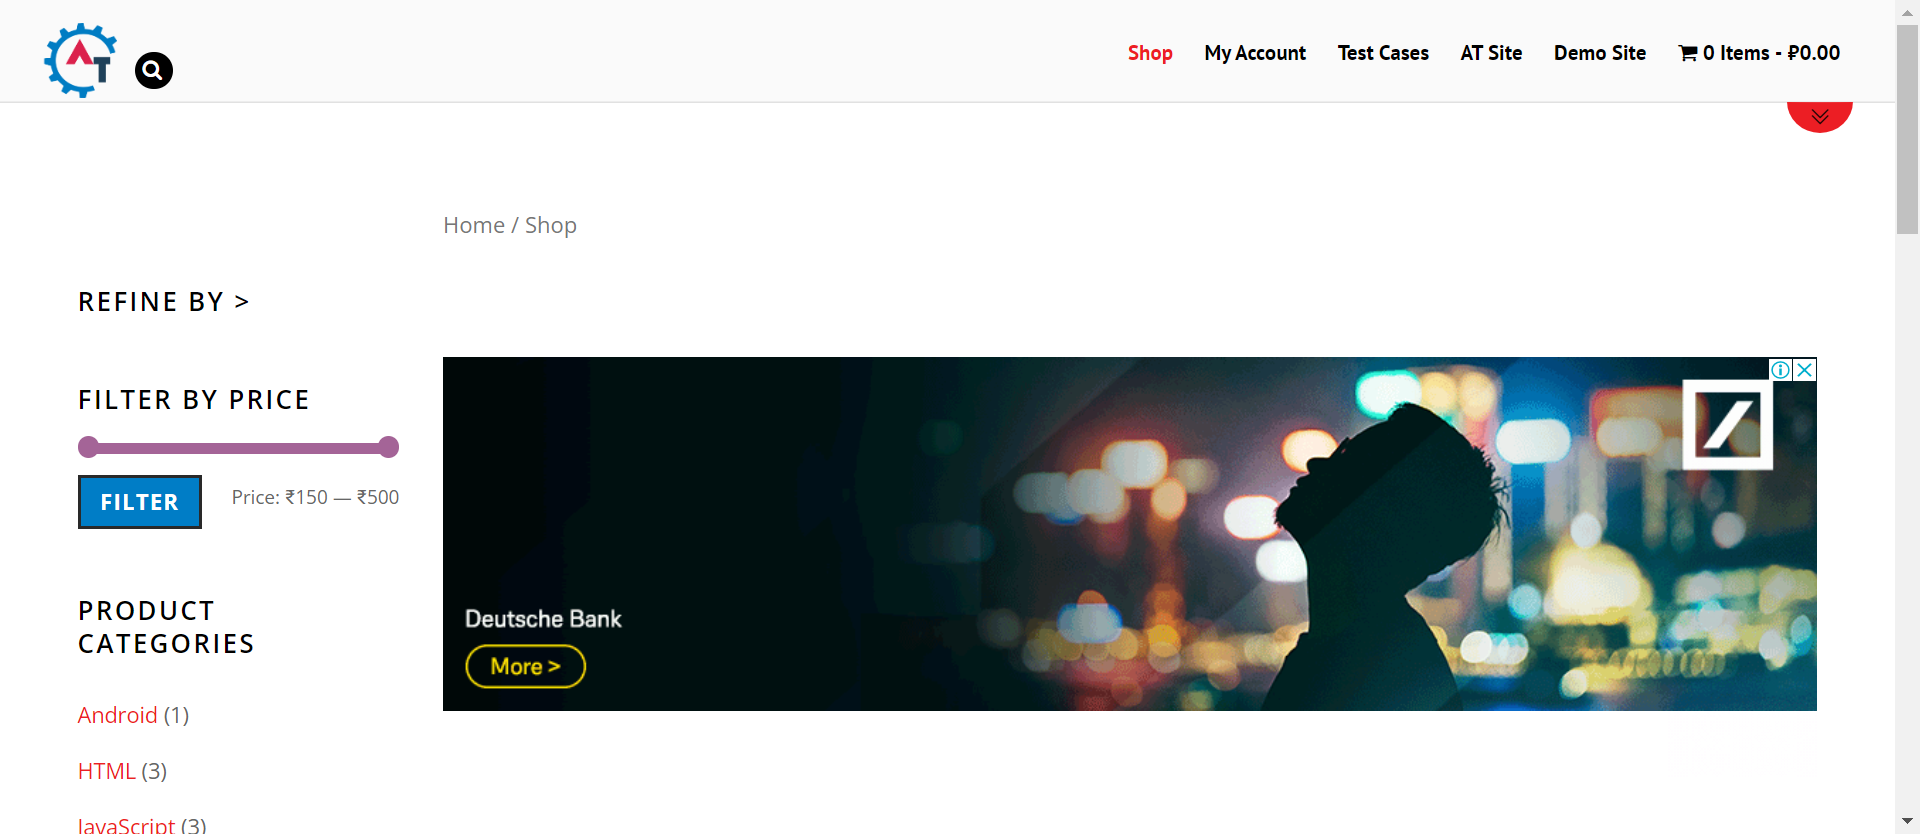 AT
Shop
My Account
Test Cases
AT Site
Demo Site
0 Items - ₽0.00
Home / Shop
REFINE BY >
FILTER BY PRICE
FILTER
Price: ₹150 — ₹500
PRODUCT
CATEGORIES
Android (1)
HTML (3)
JavaScript (3)
Deutsche Bank
More >